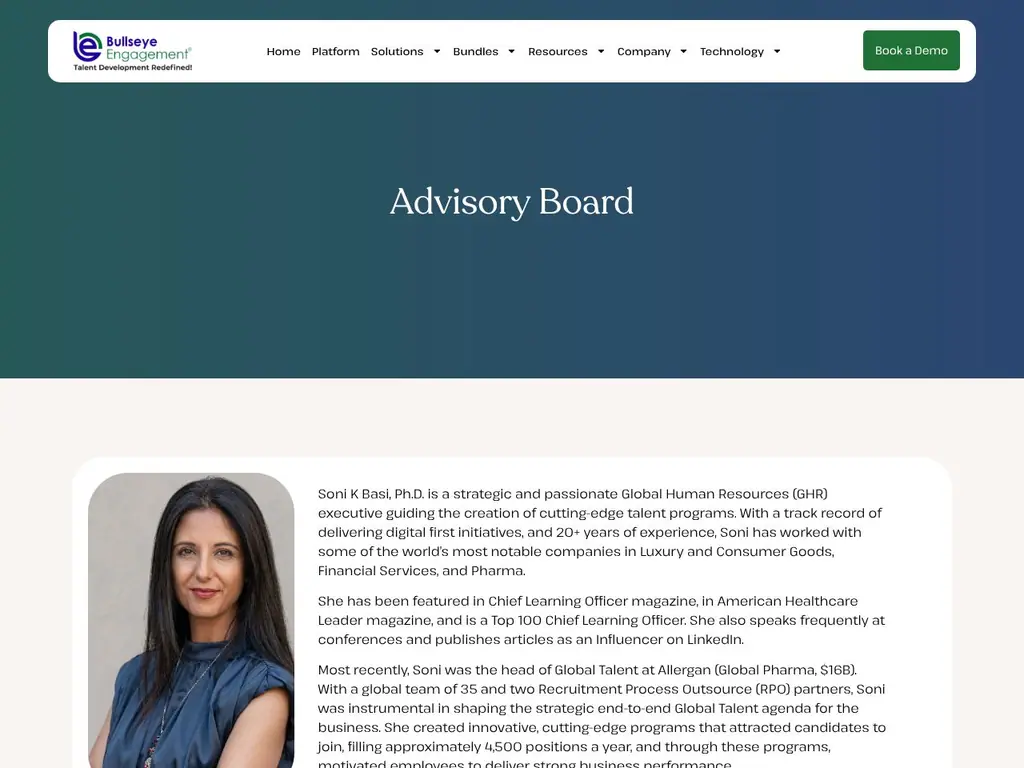 Bullseye
Engagement®
Talent Development Redefined!
Home Platform Solutions Bundles Resources Company Technology
Book a Demo
Advisory Board
Soni K Basi, Ph.D. is a strategic and passionate Global Human Resources (GHR)
executive guiding the creation of cutting-edge talent programs. With a track record of
delivering digital first initiatives, and 20+ years of experience, Soni has worked with
some of the world's most notable companies in Luxury and Consumer Goods,
Financial Services, and Pharma.
She has been featured in Chief Learning Officer magazine, in American Healthcare
Leader magazine, and is a Top 100 Chief Learning Officer. She also speaks frequently at
conferences and publishes articles as an Influencer on LinkedIn.
Most recently, Soni was the head of Global Talent at Allergan (Global Pharma, $16B).
With a global team of 35 and two Recruitment Process Outsource (RPO) partners, Soni
was instrumental in shaping the strategic end-to-end Global Talent agenda for the
business. She created innovative, cutting-edge programs that attracted candidates to
join, filling approximately 4,500 positions a year, and through these programs,
motivated employees to deliver strong business performance.